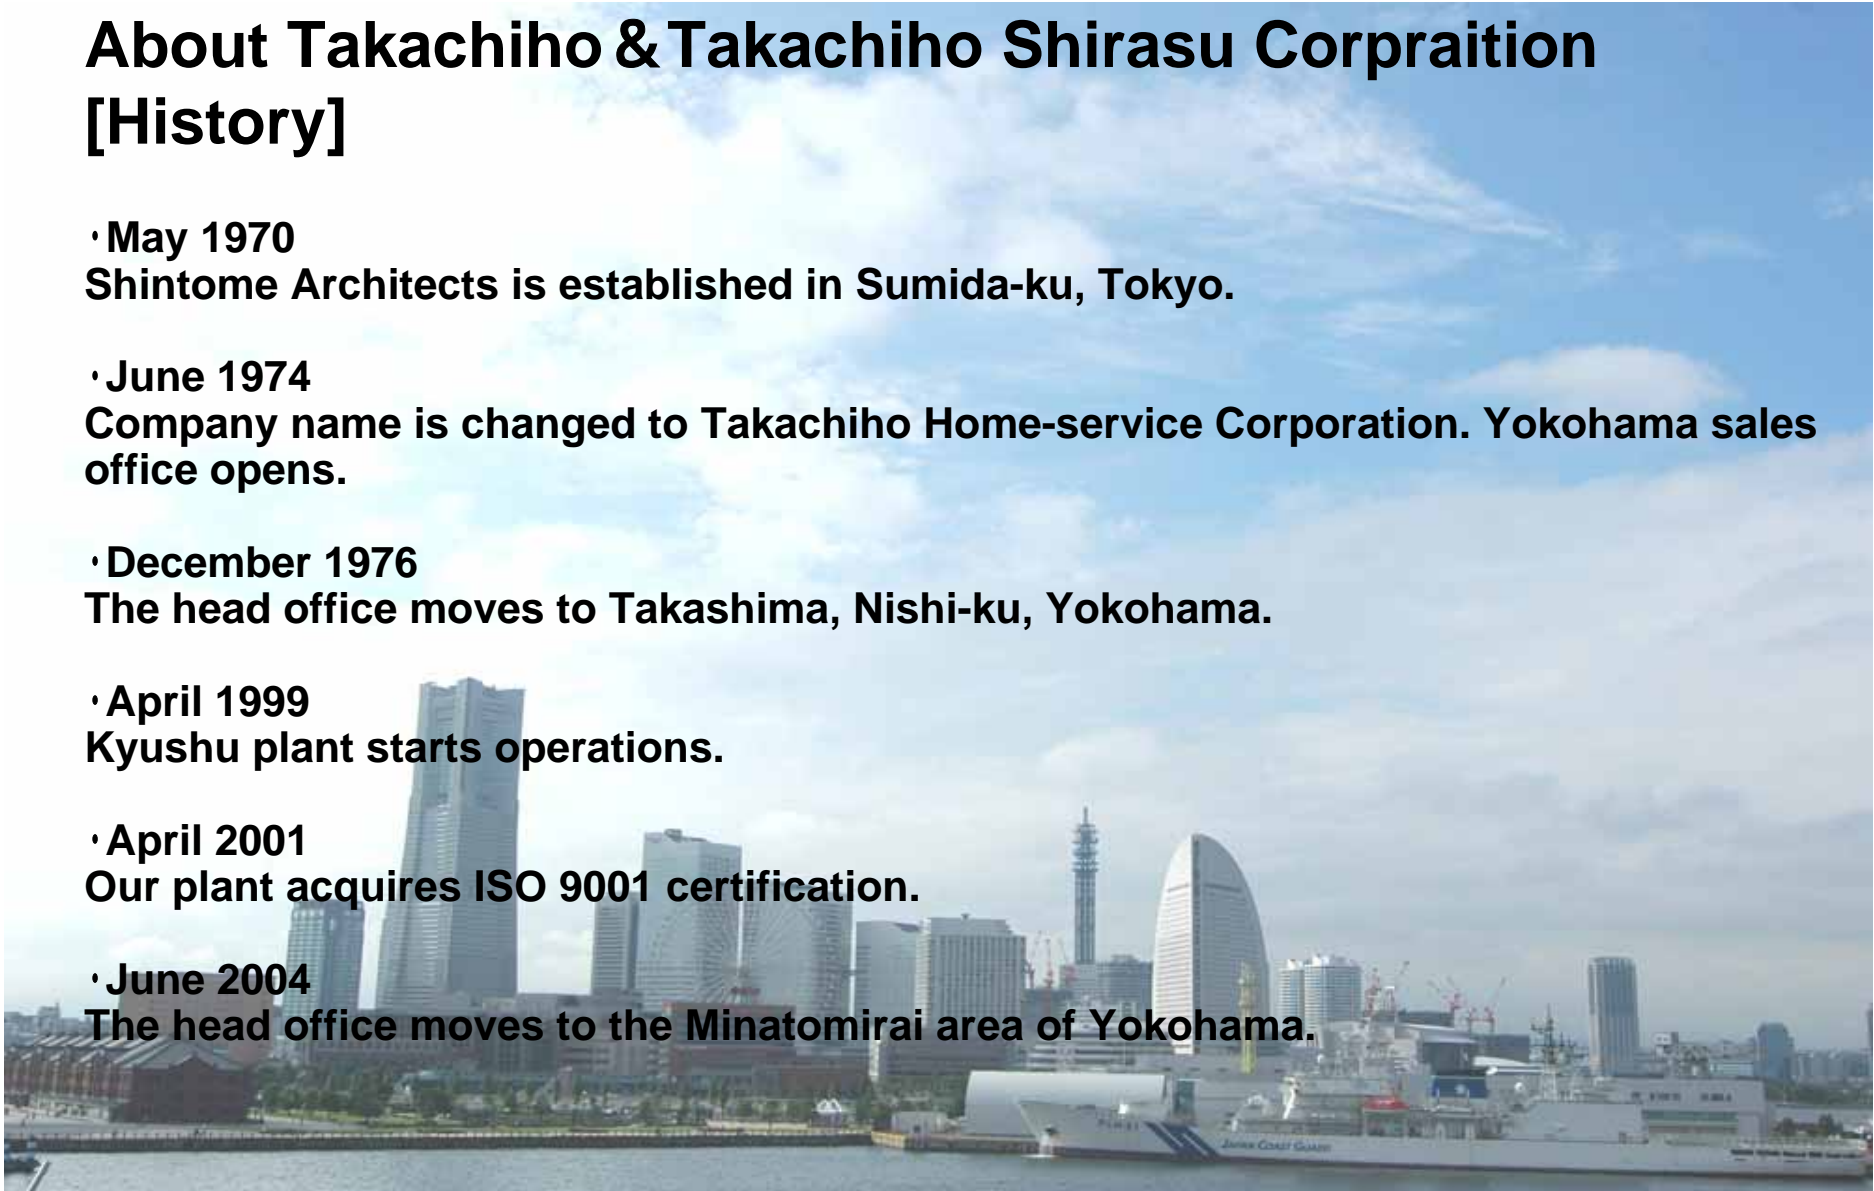 About Takachiho＆Takachiho Shirasu Corpraition
[History]
・May 1970
Shintome Architects is established in Sumida-ku, Tokyo.
・June 1974
Company name is changed to Takachiho Home-service Corporation. Yokohama sales
office opens.
・December 1976
The head office moves to Takashima, Nishi-ku, Yokohama.
・April 1999
Kyushu plant starts operations.
・April 2001
Our plant acquires ISO 9001 certification.
・June 2004
The head office moves to the Minatomirai area of Yokohama.
JAPAN COAST GUARD